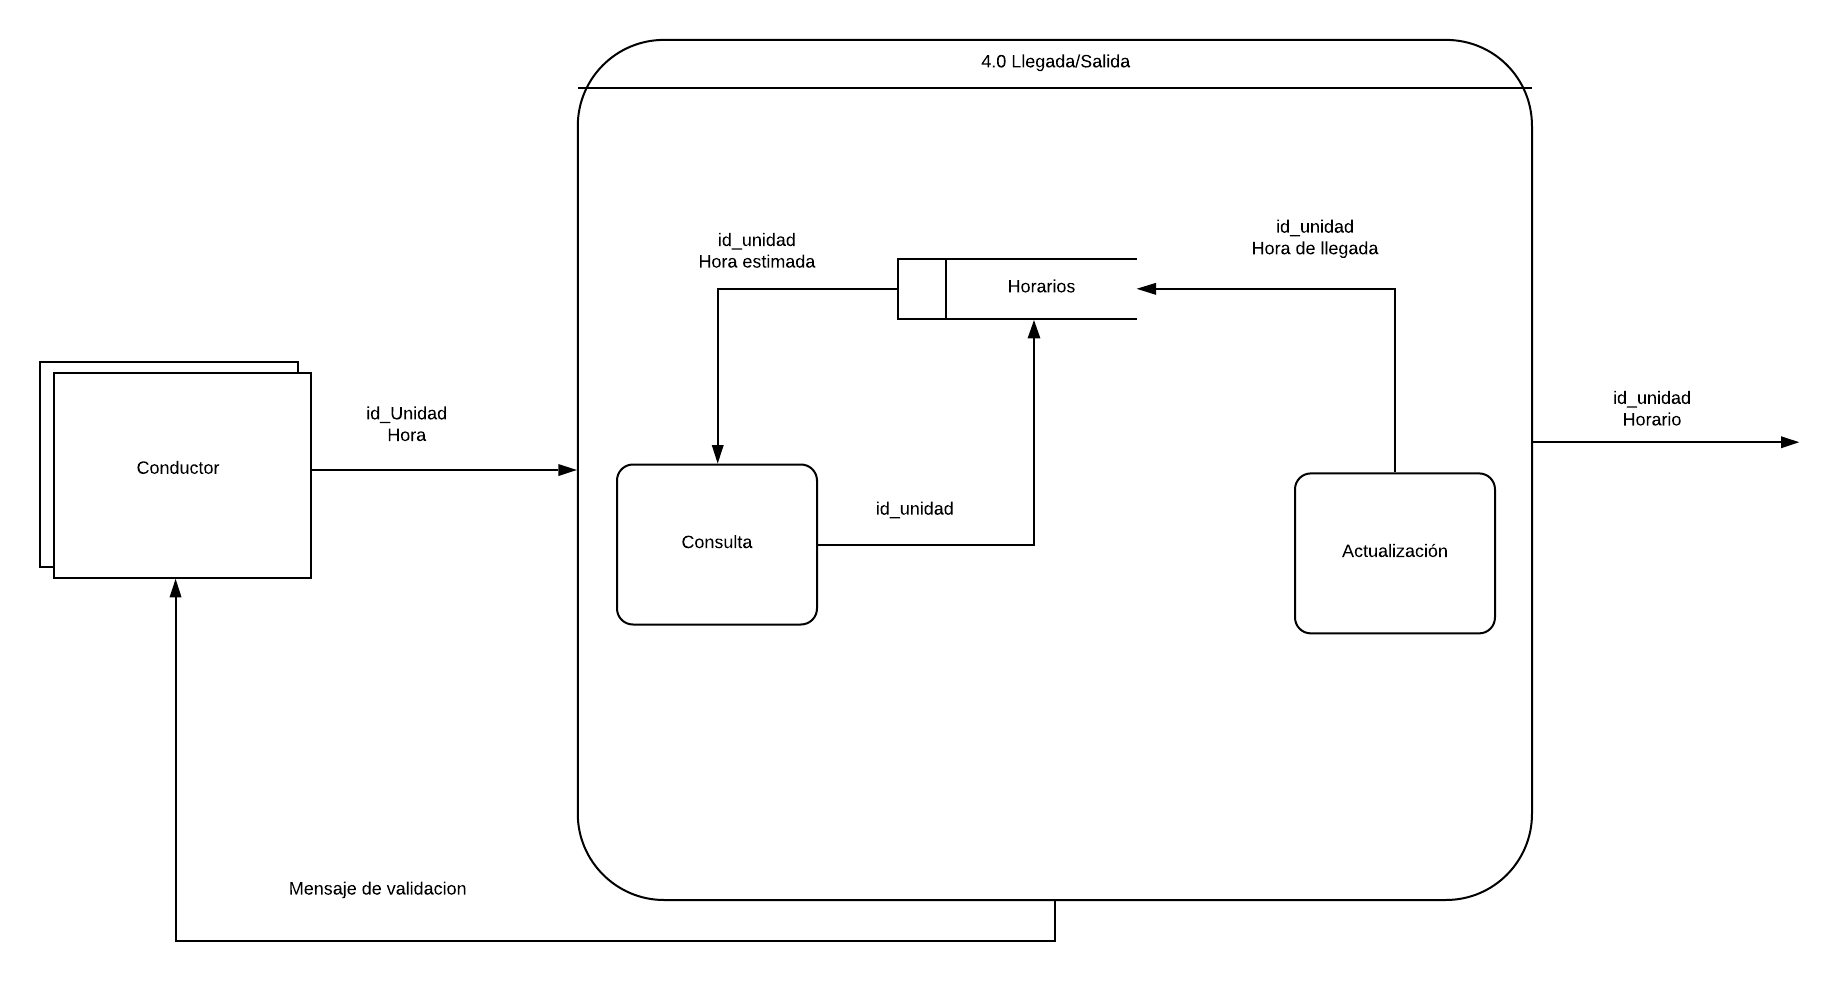 4.0 Llegada/Salida
id_unidad
Hora estimada
Horarios
id_unidad
Hora de llegada
id_Unidad
Hora
Conductor
id_unidad
Horario
id_unidad
Consulta
Actualización
Mensaje de validacion